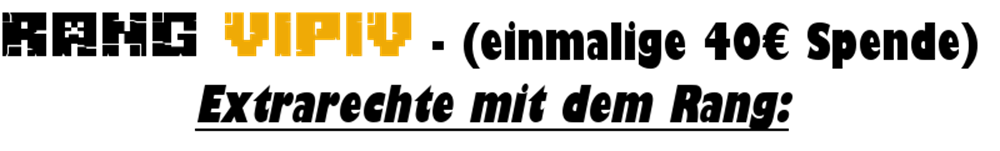 RANG VIPIV - (einmalige 40€ Spende)
Extrarechte mit dem Rang: